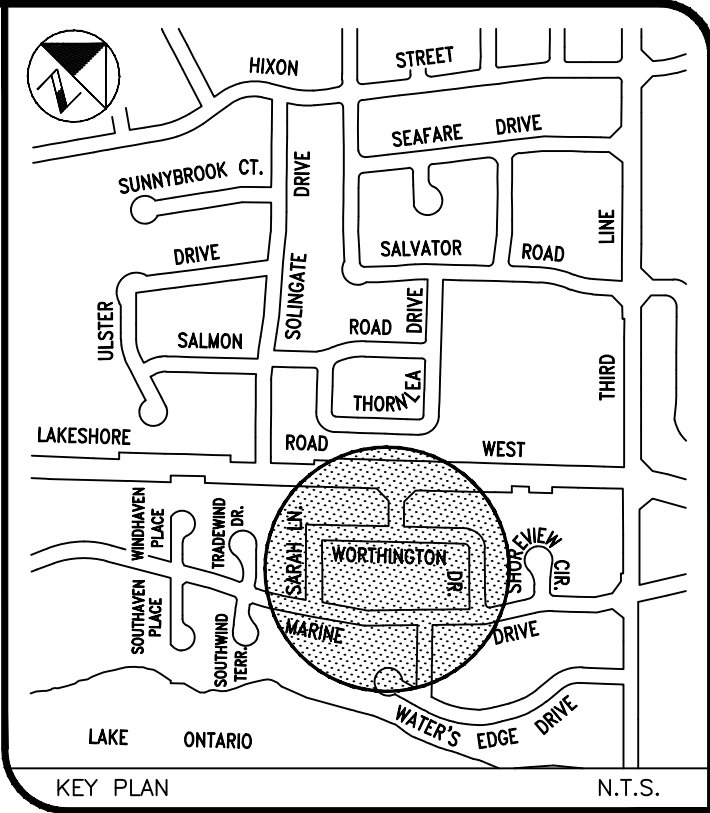 HIXON STREET
SEAFARE DRIVE
SUNNYBROOK CT.
DRIVE
LINE
DRIVE
SALVATOR ROAD
SOLINGATE
ULSTER
ROAD
DRIVE
SALMON
THIRD
THORNLEA
LAKESHORE ROAD WEST
WINDHAVEN
PLACE
TRADEWIND
DR.
SARAH LN
WORTHINGTON
DR
SHOREVIEW
CIR.
SOUTHAVEN
PLACE
SOUTHWIND
TERR.
MARINE DRIVE
WATER'S EDGE DRIVE
LAKE ONTARIO
KEY PLAN
N.T.S.